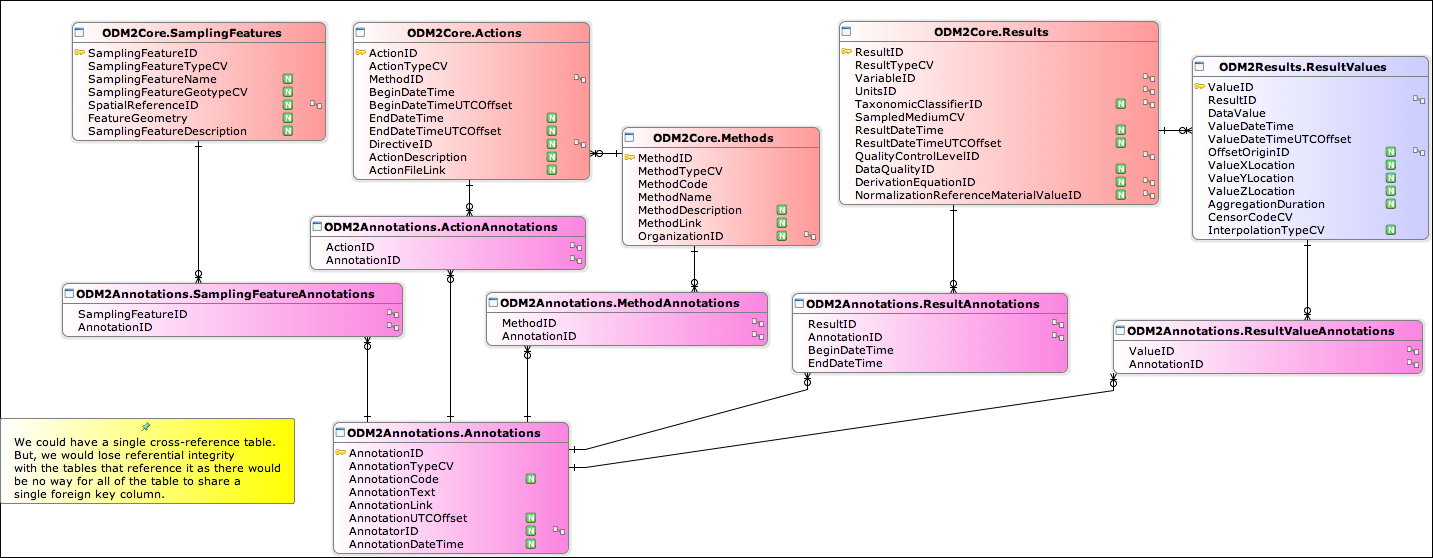 ODM2Core.SamplingFeatures
SamplingFeatureID
SamplingFeatureTypeCV
SamplingFeatureName N
SamplingFeatureGeotypeCV N
SpatialReferenceID N
FeatureGeometry N
SamplingFeatureDescription N
ODM2Core.Actions
ActionID
ActionTypeCV
MethodID
BeginDateTime
BeginDateTimeUTCOffset
EndDateTime N
EndDateTimeUTCOffset N
DirectiveID N
ActionDescription N
ActionFileLink N
ODM2Core.Methods
MethodID
MethodTypeCV
MethodCode
MethodName
MethodDescription N
MethodLink N
OrganizationID N
ODM2Core.Results
ResultID
ResultTypeCV
VariableID
UnitsID
TaxonomicClassifierID N
SampledMediumCV
ResultDateTime N
ResultDateTimeUTCOffset N
QualityControlLevelID
DataQualityID N
DerivationEquationID N
NormalizationReferenceMaterialValueID N
ODM2Results.ResultValues
ValueID
ResultID
DataValue
ValueDateTime
ValueDateTimeUTCOffset
OffsetOriginID N
ValueXLocation N
ValueYLocation N
ValueZLocation N
AggregationDuration N
CensorCodeCV
InterpolationTypeCV N
ODM2Annotations.ActionAnnotations
ActionID
AnnotationID
ODM2Annotations.SamplingFeatureAnnotations
SamplingFeatureID
AnnotationID
ODM2Annotations.MethodAnnotations
MethodID
AnnotationID
ODM2Annotations.ResultAnnotations
ResultID
AnnotationID
BeginDateTime
EndDateTime
ODM2Annotations.ResultValueAnnotations
ValueID
AnnotationID
We could have a single cross-reference table.
But, we would lose referential integrity
with the tables that reference it as there would
be no way for all of the table to share a
single foreign key column.
ODM2Annotations.Annotations
AnnotationID
AnnotationTypeCV
AnnotationCode N
AnnotationText
AnnotationLink
AnnotationUTCOffset N
AnnotatorID N
AnnotationDateTime N